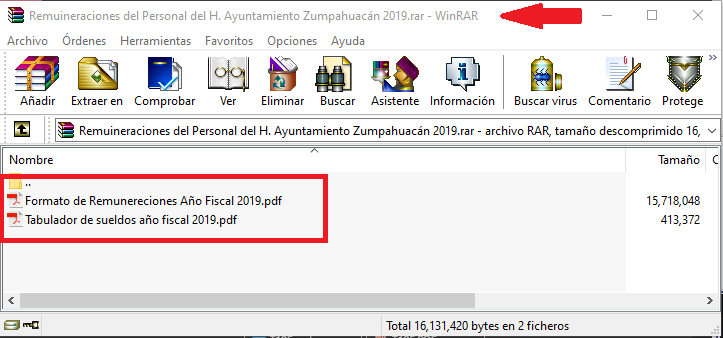 Remuineraciones del Personal del H. Ayuntamiento Zumpahuacán 2019.rar - WinRAR
Archivo Órdenes Herramientas Favoritos Opciones Ayuda
Añadir Extraer en Comprobar Ver Eliminar Buscar Asistente Información Buscar virus Comentario Protege
Remuineraciones del Personal del H. Ayuntamiento Zumpahuacán 2019.rar - archivo RAR, tamaño descomprimido 16,
Nombre Tamaño
..
Formato de Remunereciones Año Fiscal 2019.pdf 15,718,048
Tabulador de sueldos año fiscal 2019.pdf 413,372
Total 16,131,420 bytes en 2 ficheros